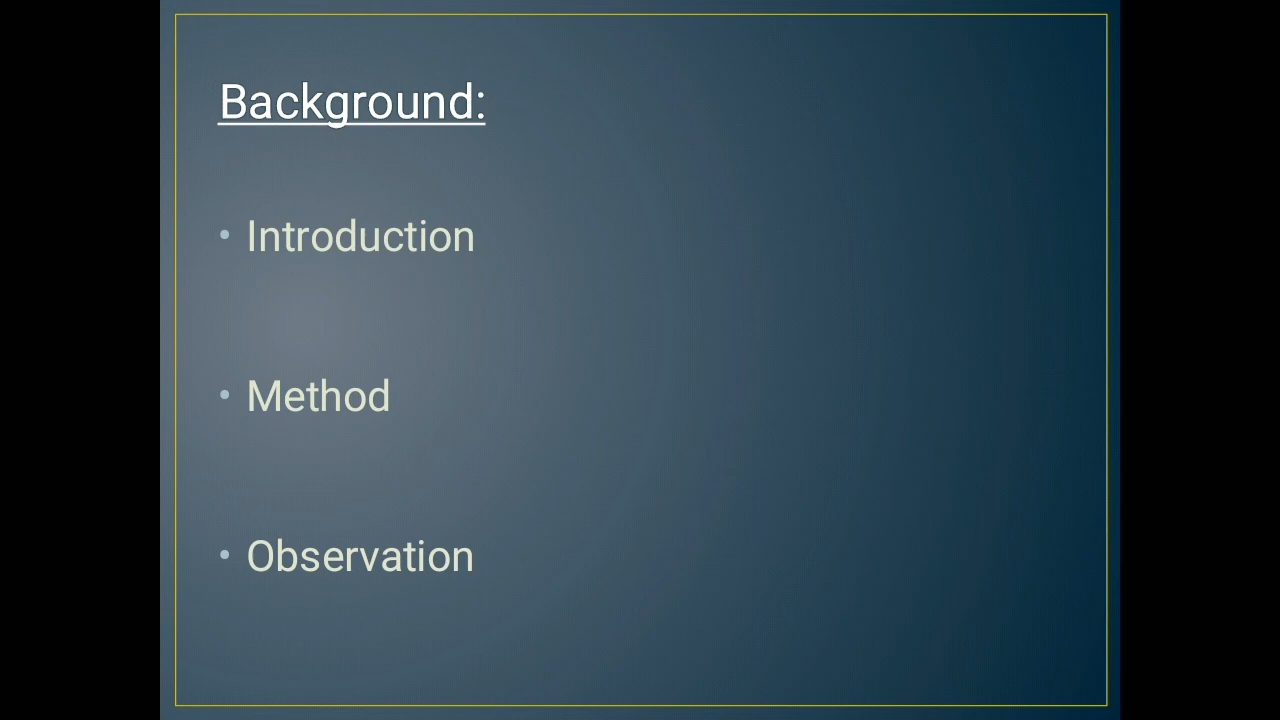 Background:
• Introduction
• Method
• Observation